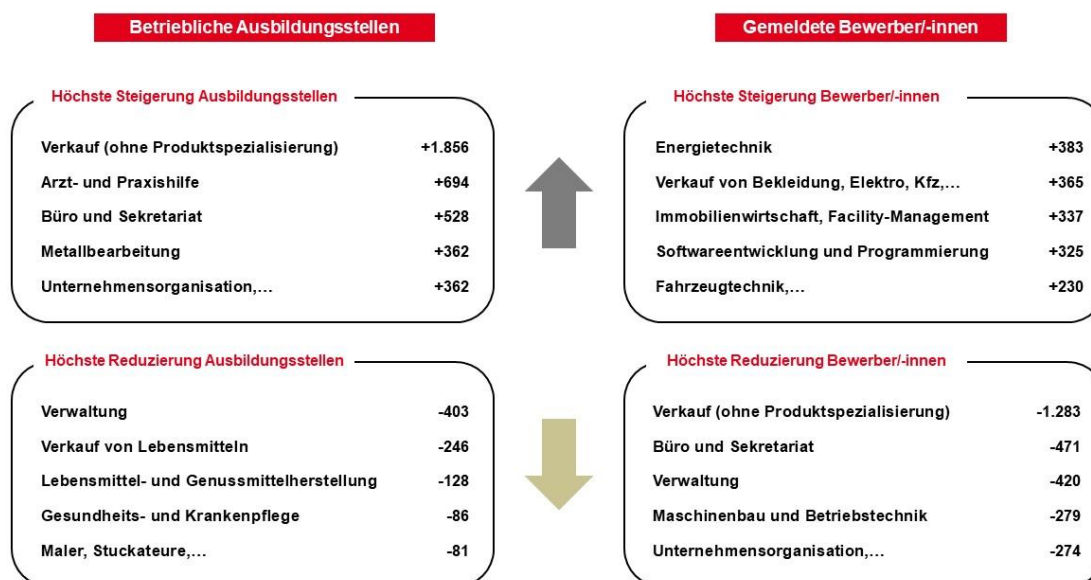 Betriebliche Ausbildungsstellen
Höchste Steigerung Ausbildungsstellen
Verkauf (ohne Produktspezialisierung) +1.856
Arzt- und Praxishilfe +694
Büro und Sekretariat +528
Metallbearbeitung +362
Unternehmensorganisation,... +362
Höchste Reduzierung Ausbildungsstellen
Verwaltung -403
Verkauf von Lebensmitteln -246
Lebensmittel- und Genussmittelherstellung -128
Gesundheits- und Krankenpflege -86
Maler, Stuckateure,... -81
Gemeldete Bewerber/-innen
Höchste Steigerung Bewerber/-innen
Energietechnik +383
Verkauf von Bekleidung, Elektro, Kfz,... +365
Immobilienwirtschaft, Facility-Management +337
Softwareentwicklung und Programmierung +325
Fahrzeugtechnik,... +230
Höchste Reduzierung Bewerber/-innen
Verkauf (ohne Produktspezialisierung) -1.283
Büro und Sekretariat -471
Verwaltung -420
Maschinenbau und Betriebstechnik -279
Unternehmensorganisation,... -274